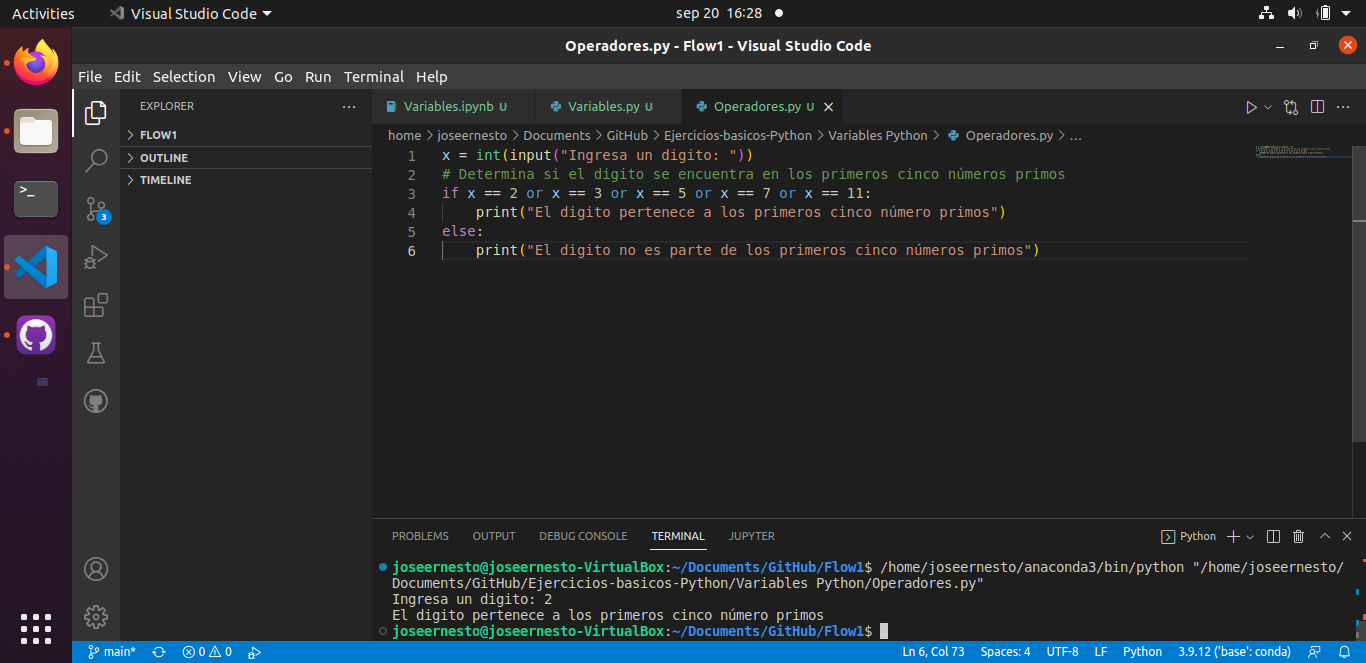 Activities Visual Studio Code sep 20 16:28
Operadores.py - Flow1 - Visual Studio Code
File Edit Selection View Go Run Terminal Help
EXPLORER ...
FLOW1
OUTLINE
TIMELINE
3
Variables.ipynb U Variables.py U Operadores.py U
home > joseernesto > Documents > GitHub > Ejercicios-basicos-Python > Variables Python > Operadores.py > ...
1 x = int(input("Ingresa un digito: "))
2 # Determina si el digito se encuentra en los primeros cinco números primos
3 if x == 2 or x == 3 or x == 5 or x == 7 or x == 11:
4 print("El digito pertenece a los primeros cinco número primos")
5 else:
6 print("El digito no es parte de los primeros cinco números primos")
PROBLEMS OUTPUT DEBUG CONSOLE TERMINAL JUPYTER Python
joseernesto@joseernesto-VirtualBox:~/Documents/GitHub/Flow1$ /home/joseernesto/anaconda3/bin/python "/home/joseernesto/
Documents/GitHub/Ejercicios-basicos-Python/Variables Python/Operadores.py"
Ingresa un digito: 2
El digito pertenece a los primeros cinco número primos
joseernesto@joseernesto-VirtualBox:~/Documents/GitHub/Flow1$
main* 0 0 Ln 6, Col 73 Spaces: 4 UTF-8 LF Python 3.9.12 ('base': conda)